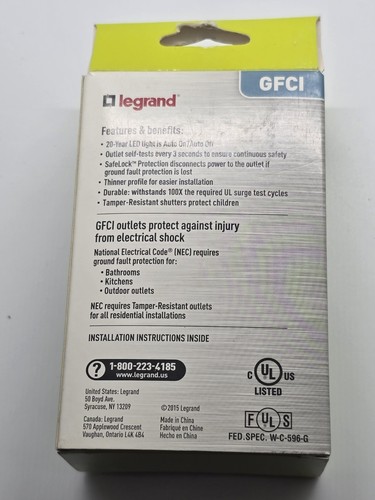 GFCI
legrand®
Features & benefits:
• 20-Year LED light is Auto On/Auto Off
• Outlet self-tests every 3 seconds to ensure continuous safety
• SafeLock™ Protection disconnects power to the outlet if
ground fault protection is lost
• Thinner profile for easier installation
• Durable: withstands 100X the required UL surge test cycles
• Tamper-Resistant shutters protect children
GFCI outlets protect against injury
from electrical shock
National Electrical Code® (NEC) requires
ground fault protection for:
• Bathrooms
• Kitchens
• Outdoor outlets
NEC requires Tamper-Resistant outlets
for all residential installations
INSTALLATION INSTRUCTIONS INSIDE
? 1-800-223-4185
www.legrand.us
United States: Legrand
50 Boyd Ave.
Syracuse, NY 13209
Canada: Legrand
570 Applewood Crescent
Vaughan, Ontario L4K 4B4
©2015 Legrand
Made in China
Fabriqué en China
Hecho en China
C UL US
LISTED
F UL S
FED. SPEC. W-C-596-G